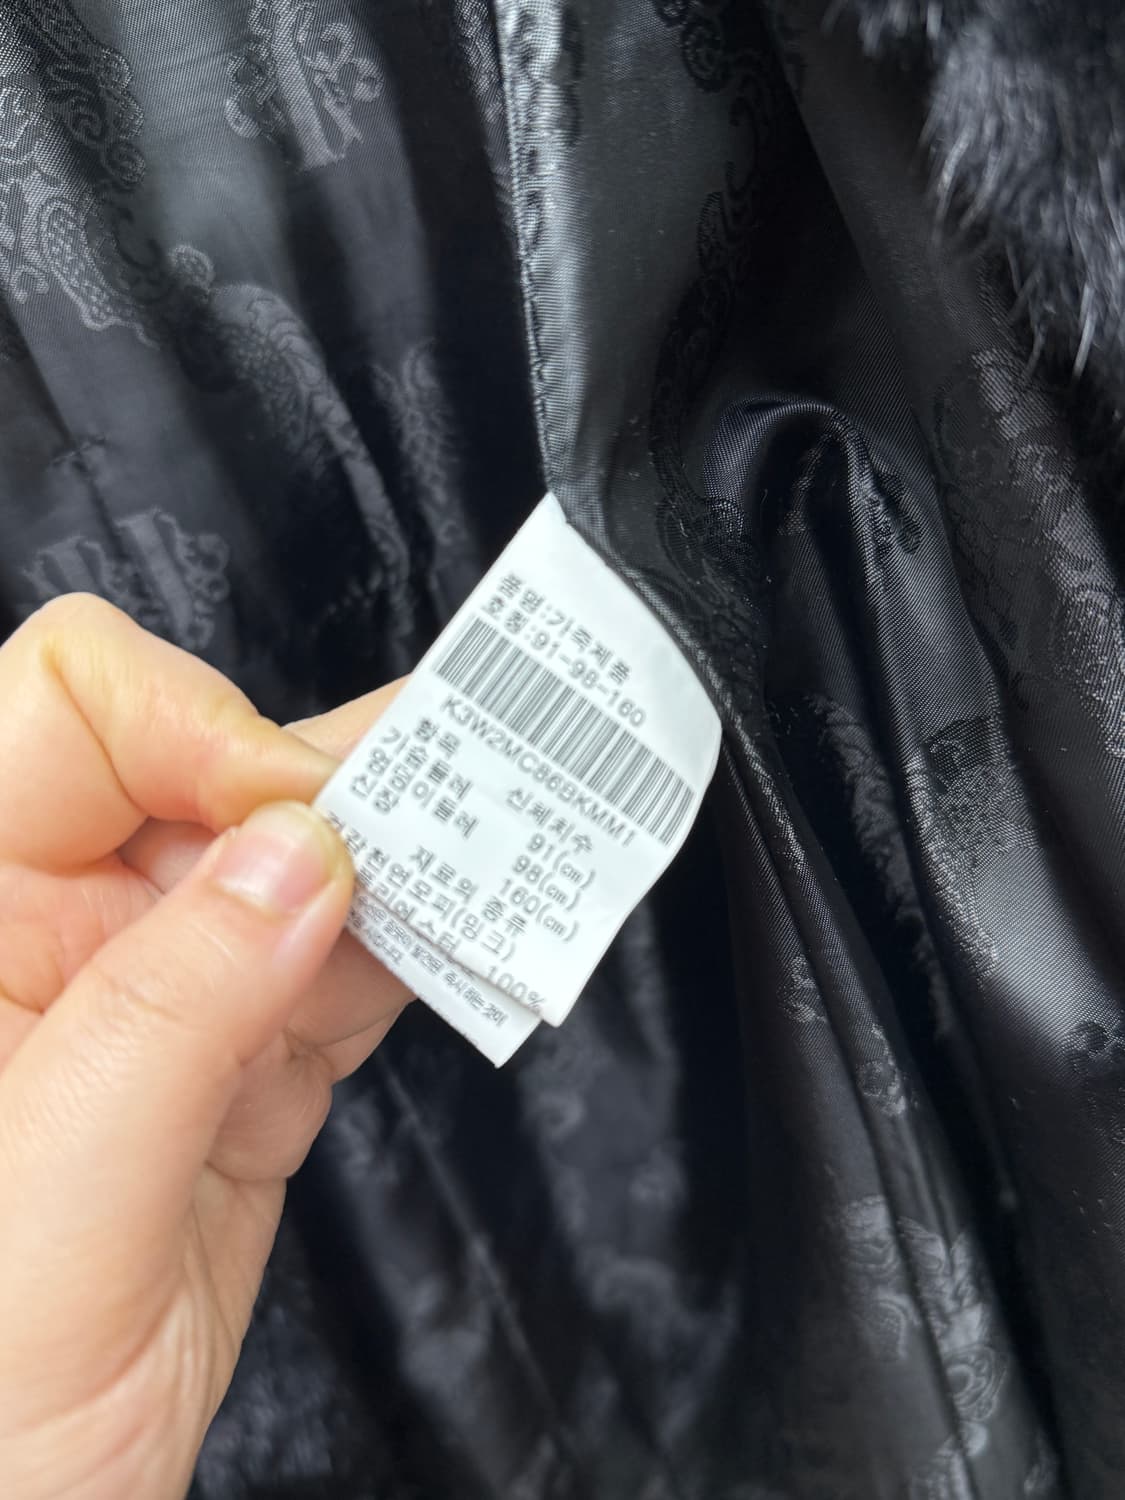 품명:가죽제품
호칭:91-98-160
K3W2MC86BKMM1
항목 신체치수
가슴둘레 91(cm)
엉덩이둘레 98(cm)
신장 160(cm)
재료의 종류
겉감:천연모피(밍크)
폴리에스터 100%